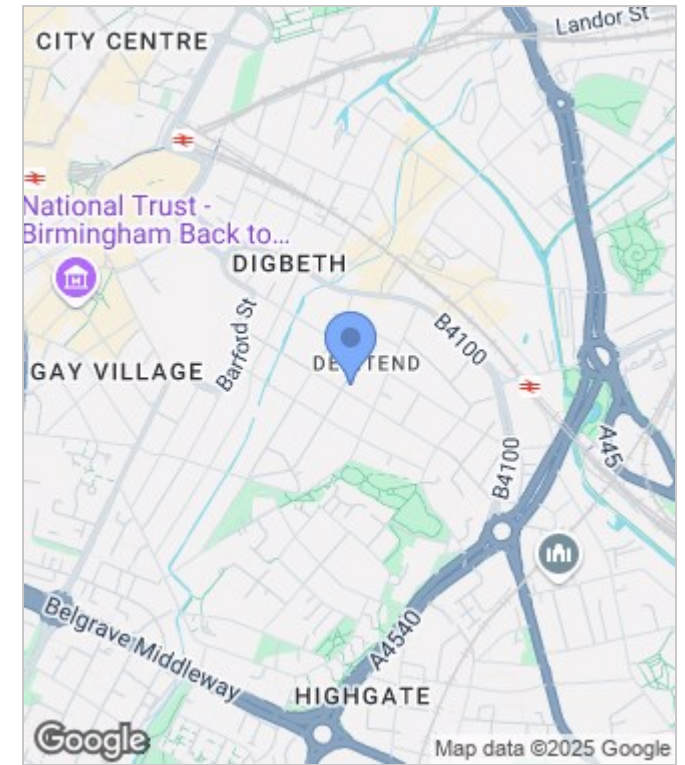 Landor St
CITY CENTRE
National Trust -
Birmingham Back to...
DIGBETH
Barford St
B4100
GAY VILLAGE
A45
B4100
Belgrave Middleway
A4540
HIGHGATE
Google
Map data ©2025 Google